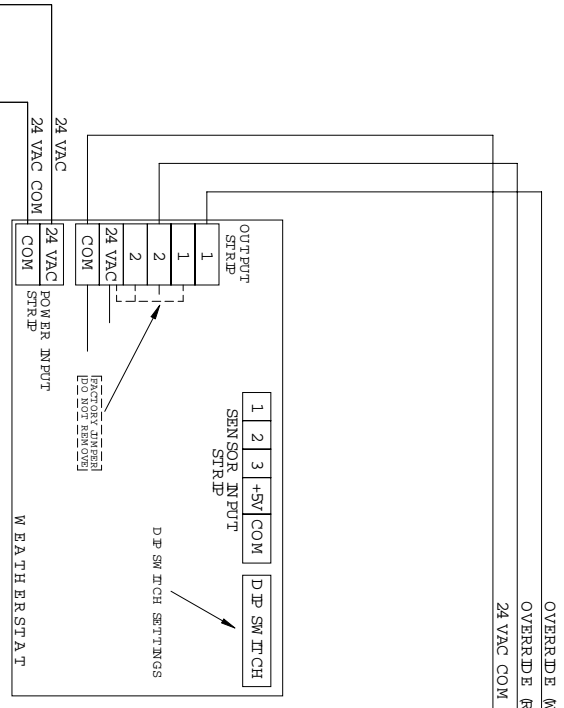 24 VAC
24 VAC COM
24 VAC
COM
POWER INPUT
STRIP
OUTPUT
STRIP
1
1
2
2
24 VAC
COM
FACTORY JUMPER
DO NOT REMOVE
1 2 3 +5V COM
SENSOR INPUT
STRIP
DIP SWITCH
DIP SWITCH SETTINGS
WEATHERSTAT
OVERRIDE
OVERRIDE
24 VAC COM